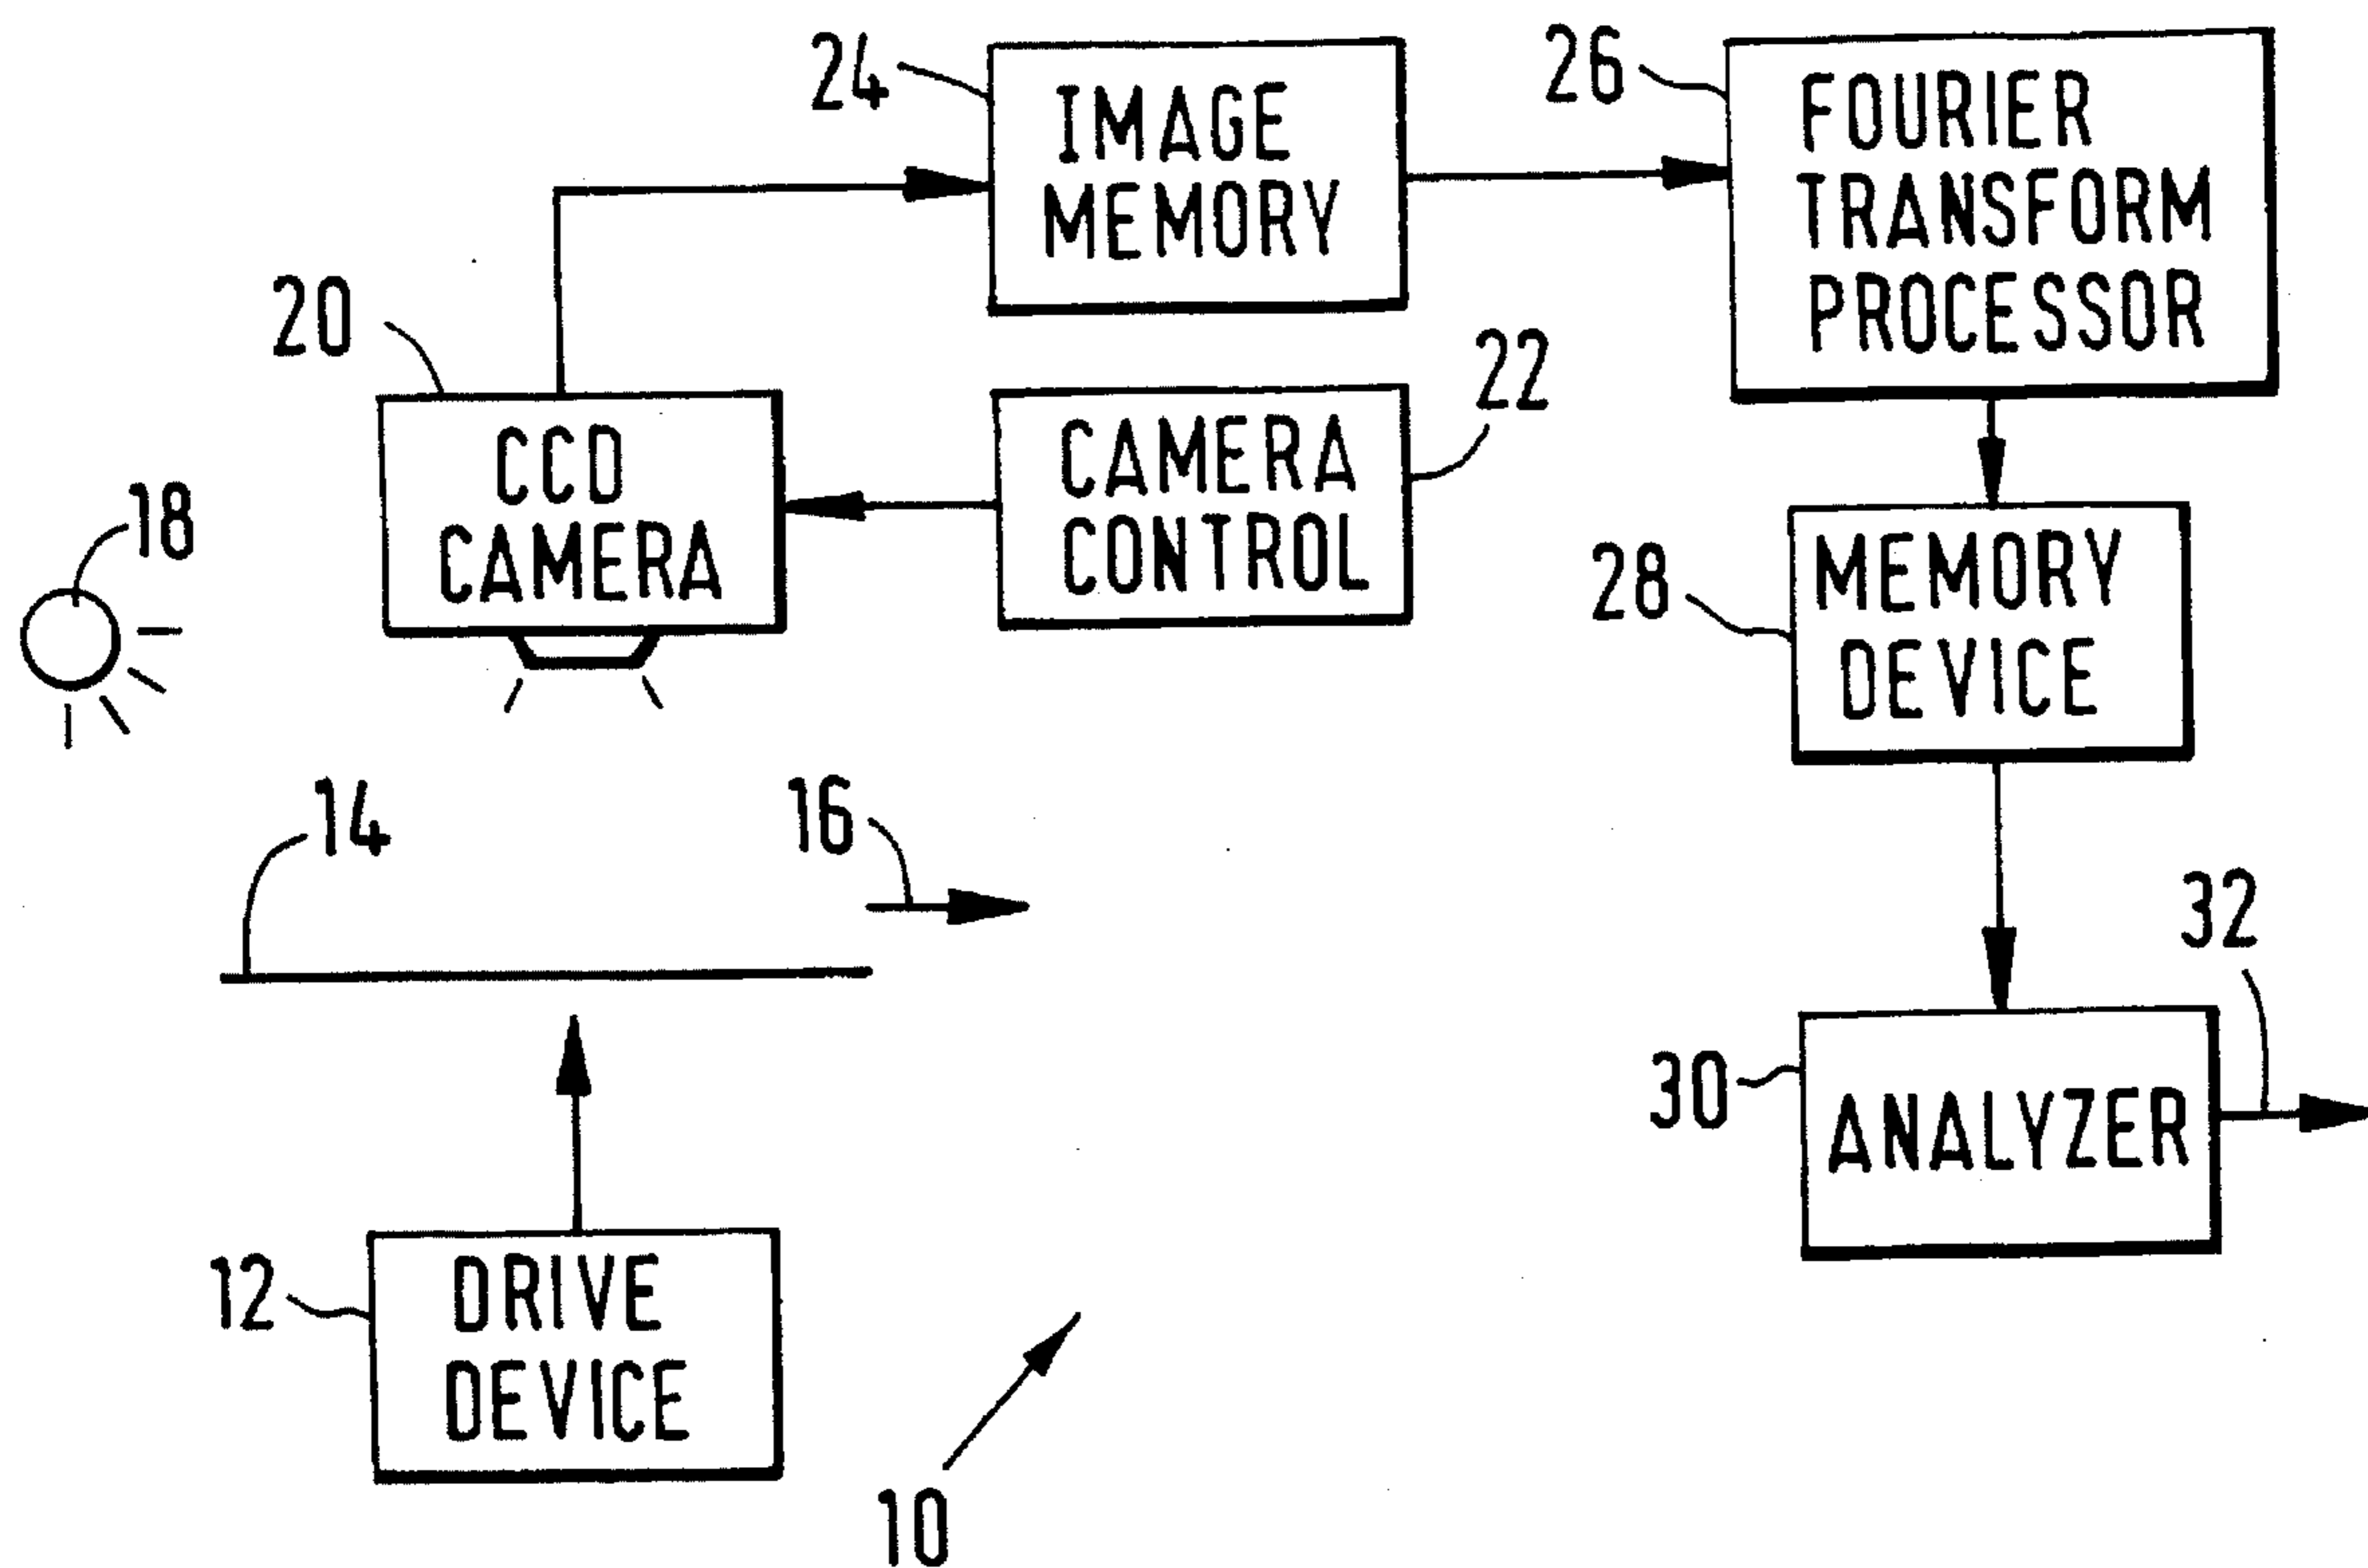 24
IMAGE
MEMORY
26
FOURIER
TRANSFORM
PROCESSOR
20
CCD
CAMERA
22
CAMERA
CONTROL
18
28
MEMORY
DEVICE
14
16
32
30
ANALYZER
12
DRIVE
DEVICE
10